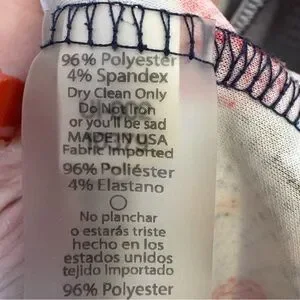 96% Polyester
4% Spandex
Dry Clean Only
Do Not Iron
or you'll be sad
MADE IN USA
Fabric Imported
96% Poliéster
4% Elastano
No planchar
o estarás triste
hecho en los
estados unidos
tejido Importado
96% Polyester